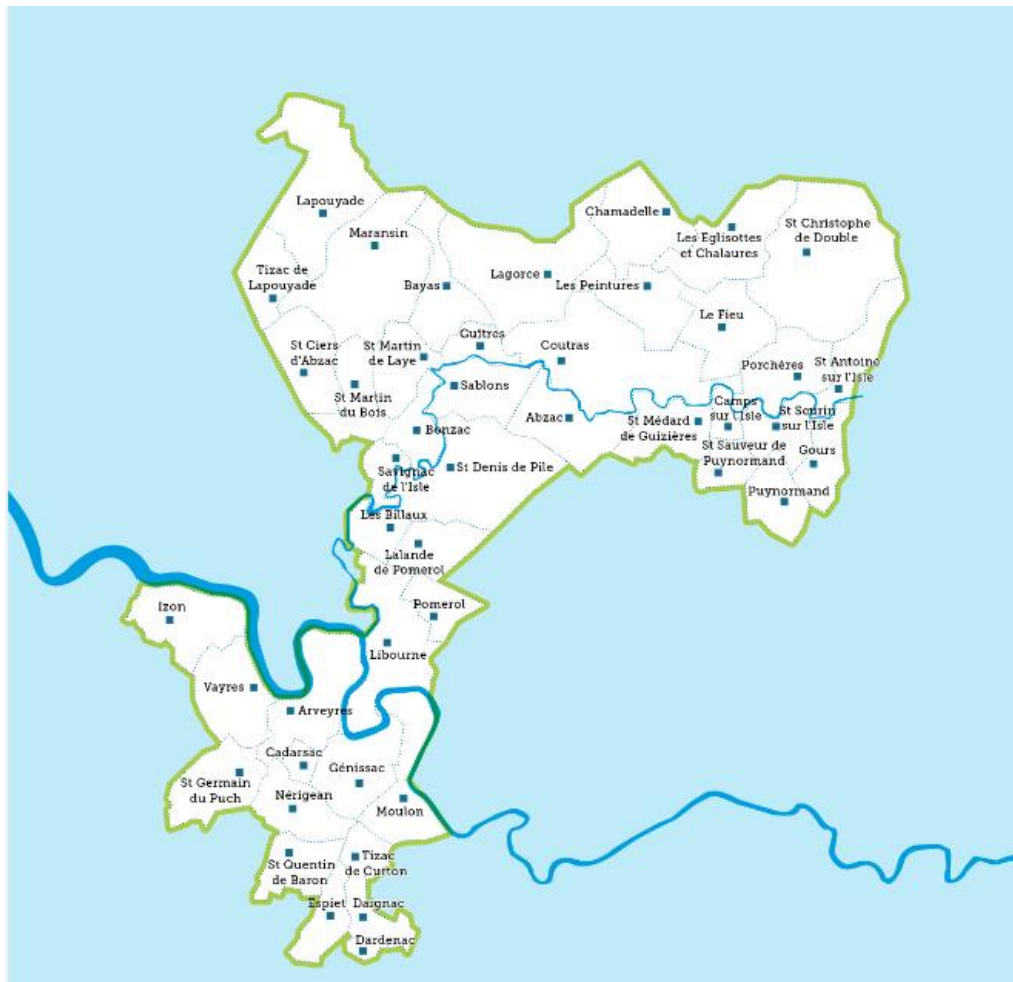 Lapouyade
Chamadelle
Maransin
Les Eglisottes
et Chalaures
St Christophe
de Double
Tizac de
Lapouyade
Bayas
Lagorce
Les Peintures
Le Fieu
St Ciers
d'Abzac
St Martin
de Laye
Guîtres
Coutras
Porchères
St Antoine
sur l'Isle
St Martin
du Bois
Sablons
Abzac
St Médard
de Guizières
Camps
sur l'Isle
St Seurin
sur l'Isle
Bonzac
Savignac
de l'Isle
St Denis de Pile
St Sauveur de
Puynormand
Gours
Puynormand
Les Billaux
Lalande
de Pomerol
Izon
Pomerol
Libourne
Vayres
Arveyres
Cadarsac
Génissac
St Germain
du Puch
Nérigean
Moulon
St Quentin
de Baron
Tizac
de Curton
Espiet
Daignac
Dardenac